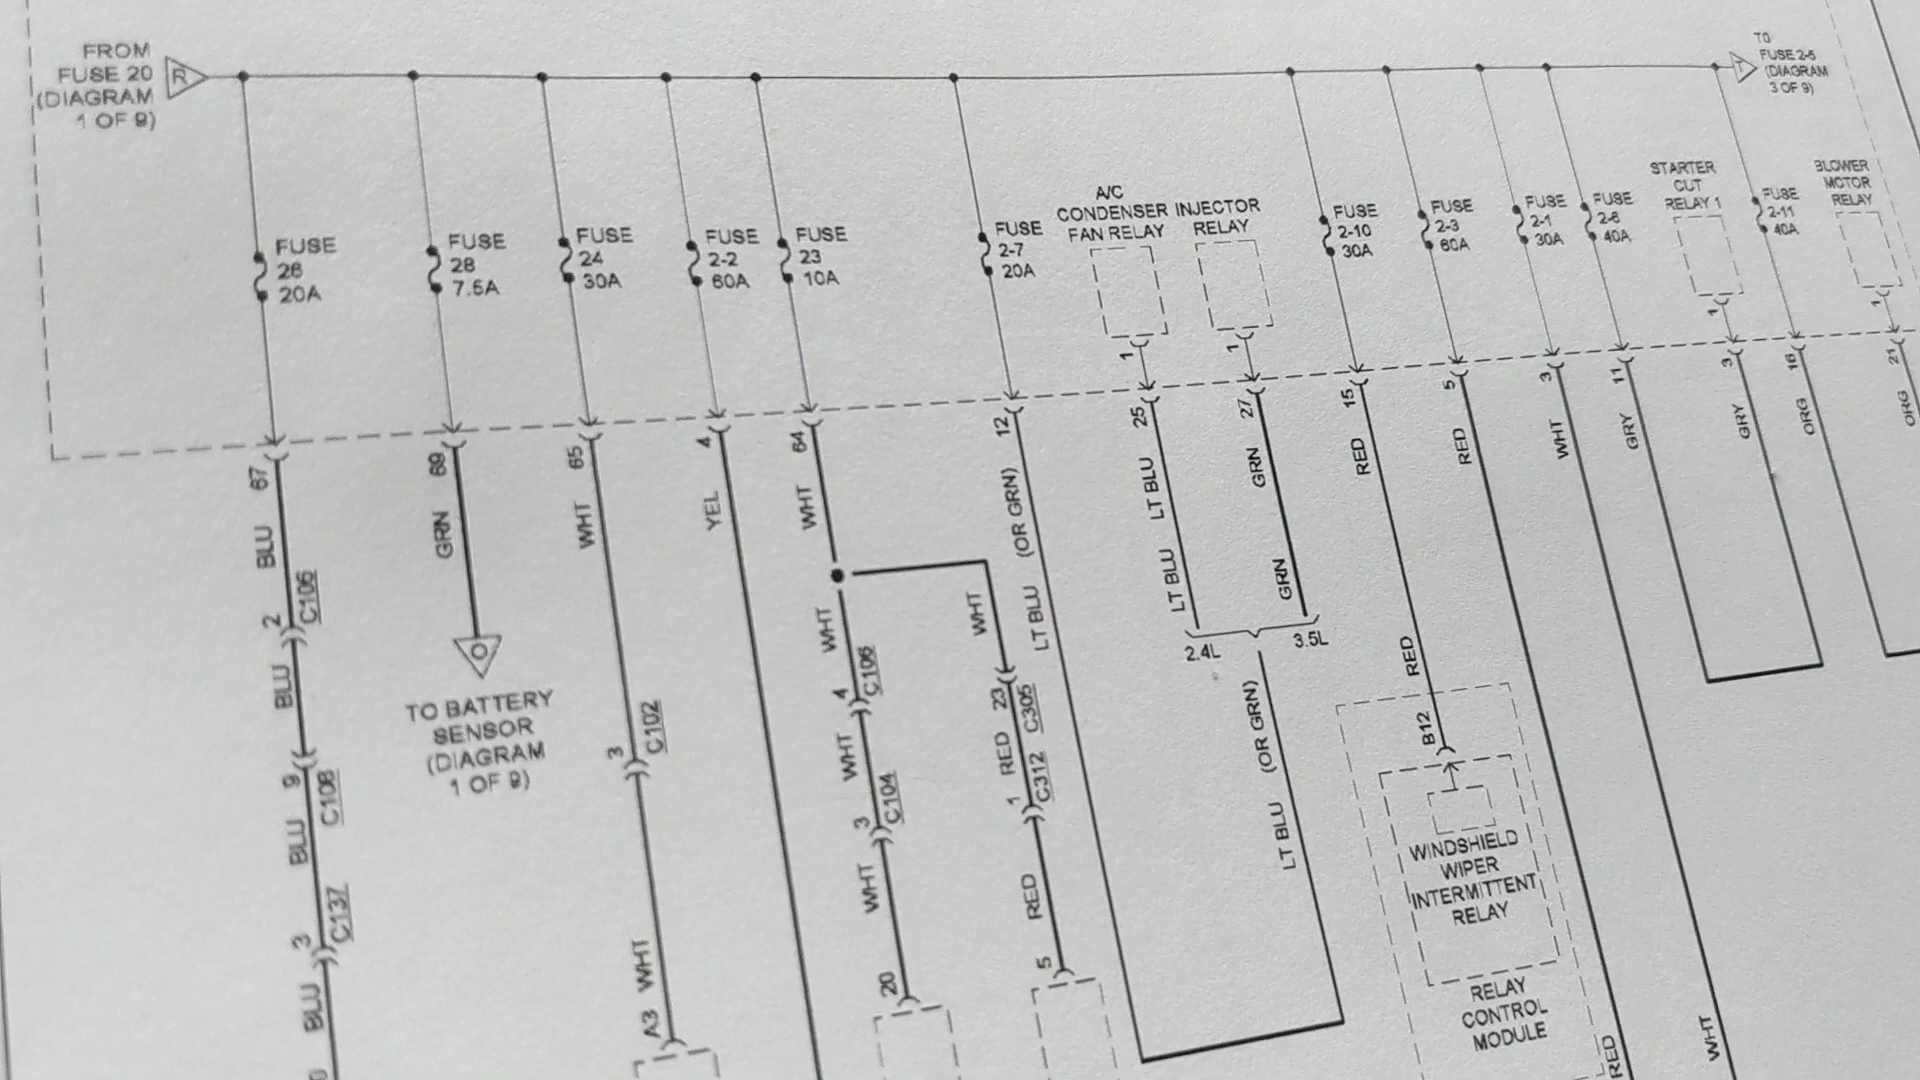 FROM
FUSE 20
(DIAGRAM
1 OF 9)
R
TO
FUSE 2-5
(DIAGRAM
3 OF 9)
FUSE
26
20A
FUSE
28
7.5A
FUSE
24
30A
FUSE
2-2
60A
FUSE
23
10A
FUSE
2-7
20A
A/C
CONDENSER
FAN RELAY
INJECTOR
RELAY
FUSE
2-10
30A
FUSE
2-3
60A
FUSE
2-1
30A
FUSE
2-6
40A
STARTER
CUT
RELAY 1
FUSE
2-11
40A
BLOWER
MOTOR
RELAY
1
1
1
1
67
69
65
4
64
12
25
27
15
5
3
11
3
16
21
BLU
GRN
WHT
YEL
WHT
(OR GRN)
LT BLU
LT BLU
GRN
RED
RED
WHT
GRY
GRY
ORG
ORG
2
C106
BLU
9
C108
BLU
3
C137
BLU
O
TO BATTERY
SENSOR
(DIAGRAM
1 OF 9)
3
C102
WHT
A3
WHT
4
C106
WHT
3
C104
WHT
20
WHT
23
C305
RED
1
C312
RED
5
LT BLU
GRN
2.4L
3.5L
(OR GRN)
LT BLU
RED
B12
WINDSHIELD
WIPER
INTERMITTENT
RELAY
RELAY
CONTROL
MODULE
RED
WHT